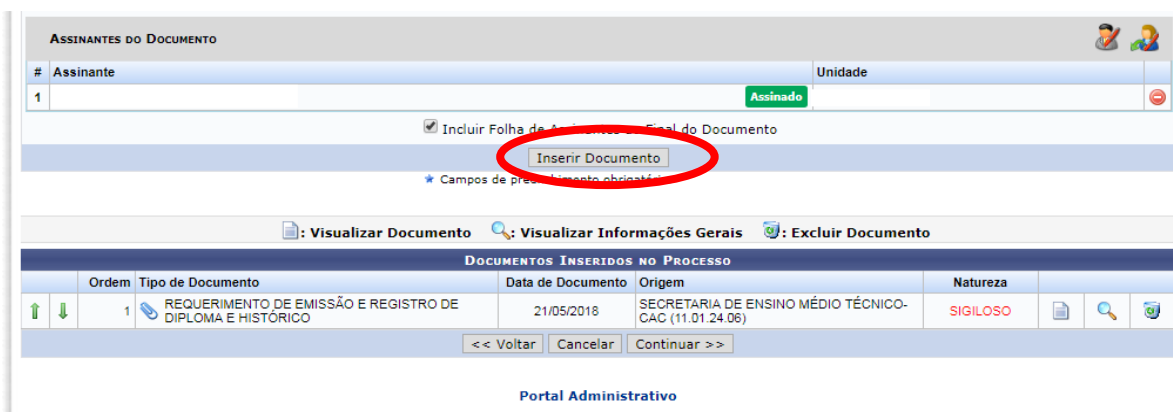 Assinantes do Documento
# Assinante Unidade
1 Assinado
Incluir Folha de Assinantes ao Final do Documento
Inserir Documento
Campos de preenchimento obrigatório
: Visualizar Documento : Visualizar Informações Gerais : Excluir Documento
Documentos Inseridos no Processo
Ordem Tipo de Documento Data de Documento Origem Natureza
1 REQUERIMENTO DE EMISSÃO E REGISTRO DE DIPLOMA E HISTÓRICO 21/05/2018 SECRETARIA DE ENSINO MÉDIO TÉCNICO-CAC (11.01.24.06) SIGILOSO
<< Voltar Cancelar Continuar >>
Portal Administrativo